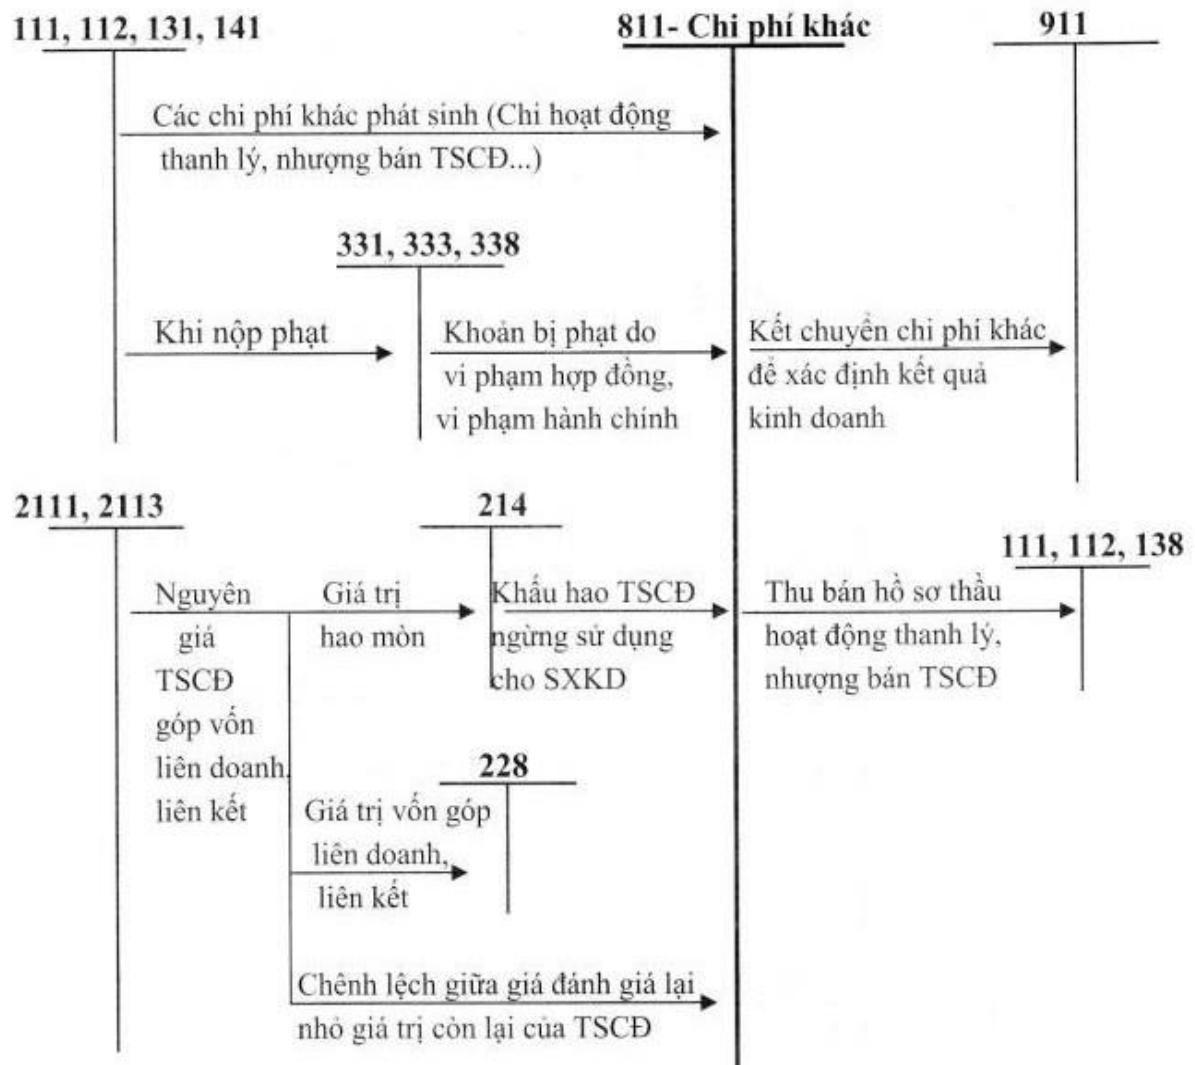 111, 112, 131, 141
811- Chi phí khác
911
Các chi phí khác phát sinh (Chi hoạt động
thanh lý, nhượng bán TSCĐ...)
331, 333, 338
Khi nộp phạt
Khoản bị phạt do
vi phạm hợp đồng,
vi phạm hành chính
Kết chuyển chi phí khác
để xác định kết quả
kinh doanh
2111, 2113
214
111, 112, 138
Nguyên
giá
TSCĐ
góp vốn
liên doanh,
liên kết
Giá trị
hao mòn
Khấu hao TSCĐ
ngừng sử dụng
cho SXKD
Thu bán hồ sơ thầu
hoạt động thanh lý,
nhượng bán TSCĐ
228
Giá trị vốn góp
liên doanh,
liên kết
Chênh lệch giữa giá đánh giá lại
nhỏ giá trị còn lại của TSCĐ